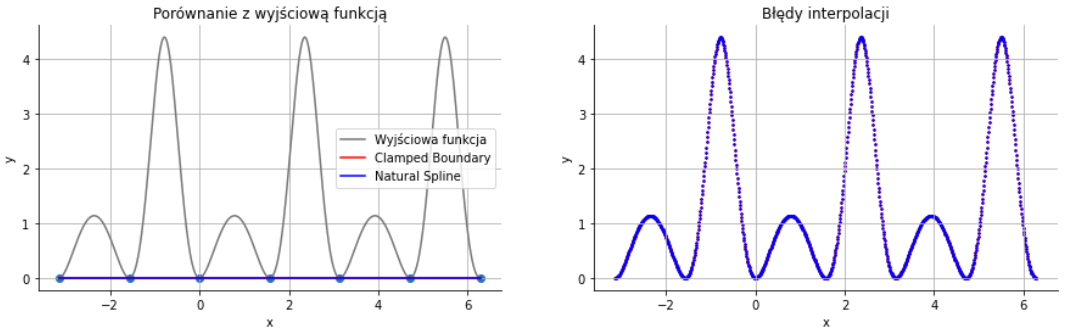 Porównanie z wyjściową funkcją
y
4
3
2
1
0
−2
0
2
4
6
x
Wyjściowa funkcja
Clamped Boundary
Natural Spline
Błędy interpolacji
y
4
3
2
1
0
−2
0
2
4
6
x